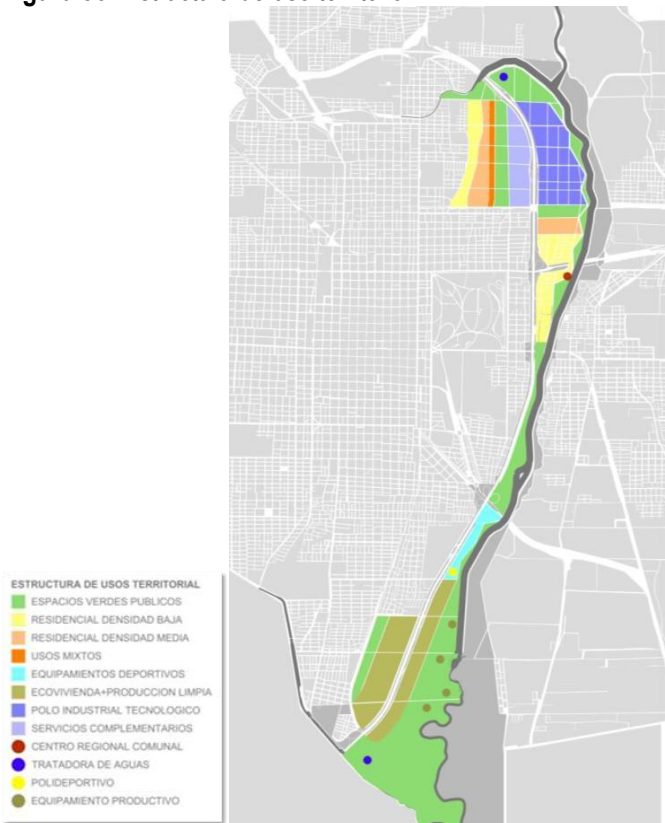 ESTRUCTURA DE USOS TERRITORIAL
ESPACIOS VERDES PUBLICOS
RESIDENCIAL DENSIDAD BAJA
RESIDENCIAL DENSIDAD MEDIA
USOS MIXTOS
EQUIPAMIENTOS DEPORTIVOS
ECOVIVIENDA+PRODUCCION LIMPIA
POLO INDUSTRIAL TECNOLOGICO
SERVICIOS COMPLEMENTARIOS
CENTRO REGIONAL COMUNAL
TRATADORA DE AGUAS
POLIDEPORTIVO
EQUIPAMIENTO PRODUCTIVO